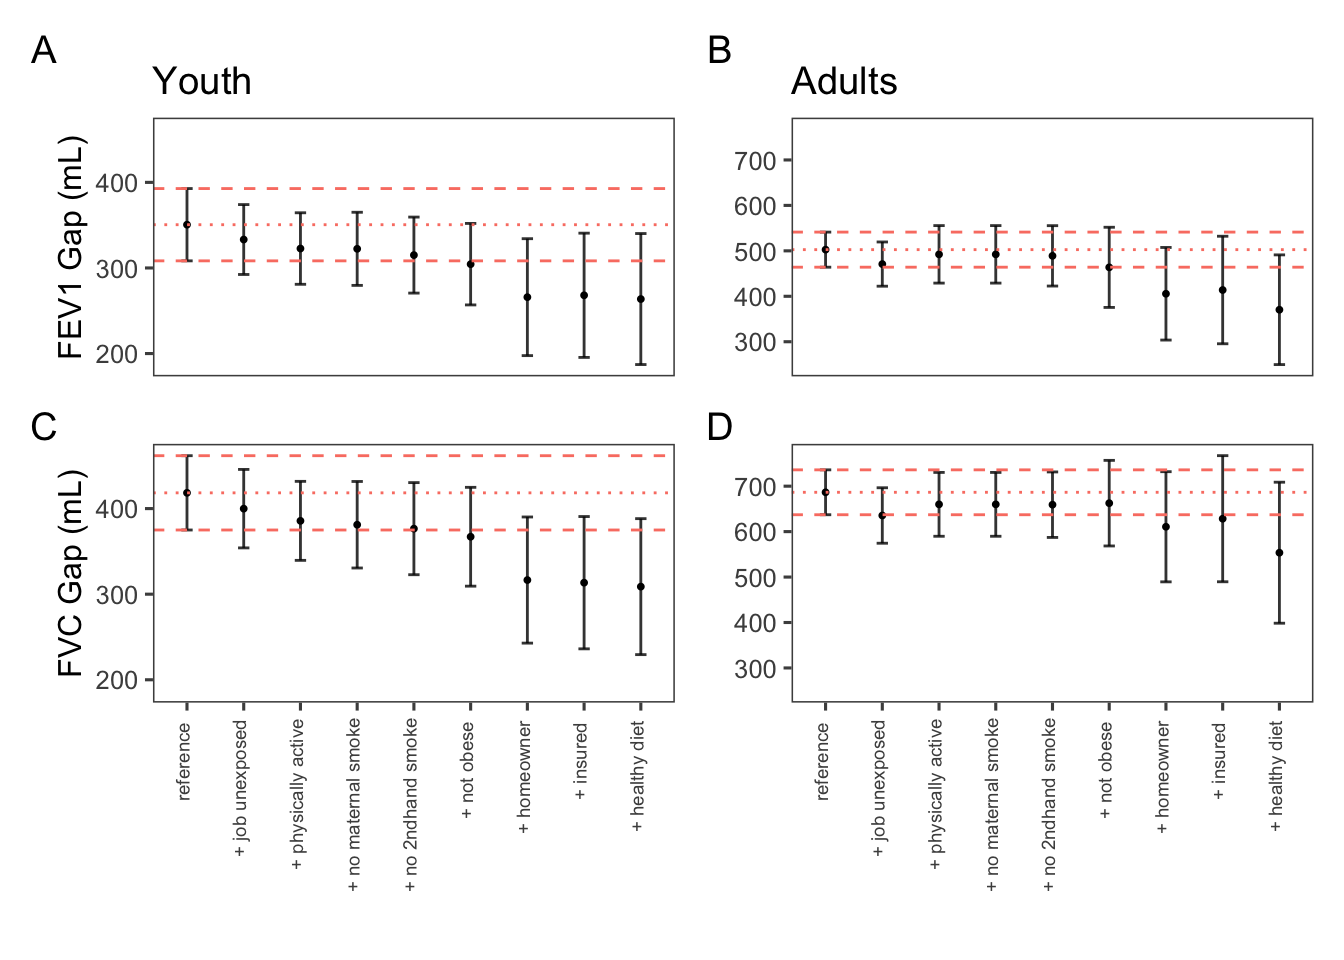 A
Youth
FEV1 Gap (mL)
400
300
200
B
Adults
700
600
500
400
300
C
FVC Gap (mL)
400
300
200
reference
+ job unexposed
+ physically active
+ no maternal smoke
+ no 2ndhand smoke
+ not obese
+ homeowner
+ insured
+ healthy diet
D
700
600
500
400
300
reference
+ job unexposed
+ physically active
+ no maternal smoke
+ no 2ndhand smoke
+ not obese
+ homeowner
+ insured
+ healthy diet